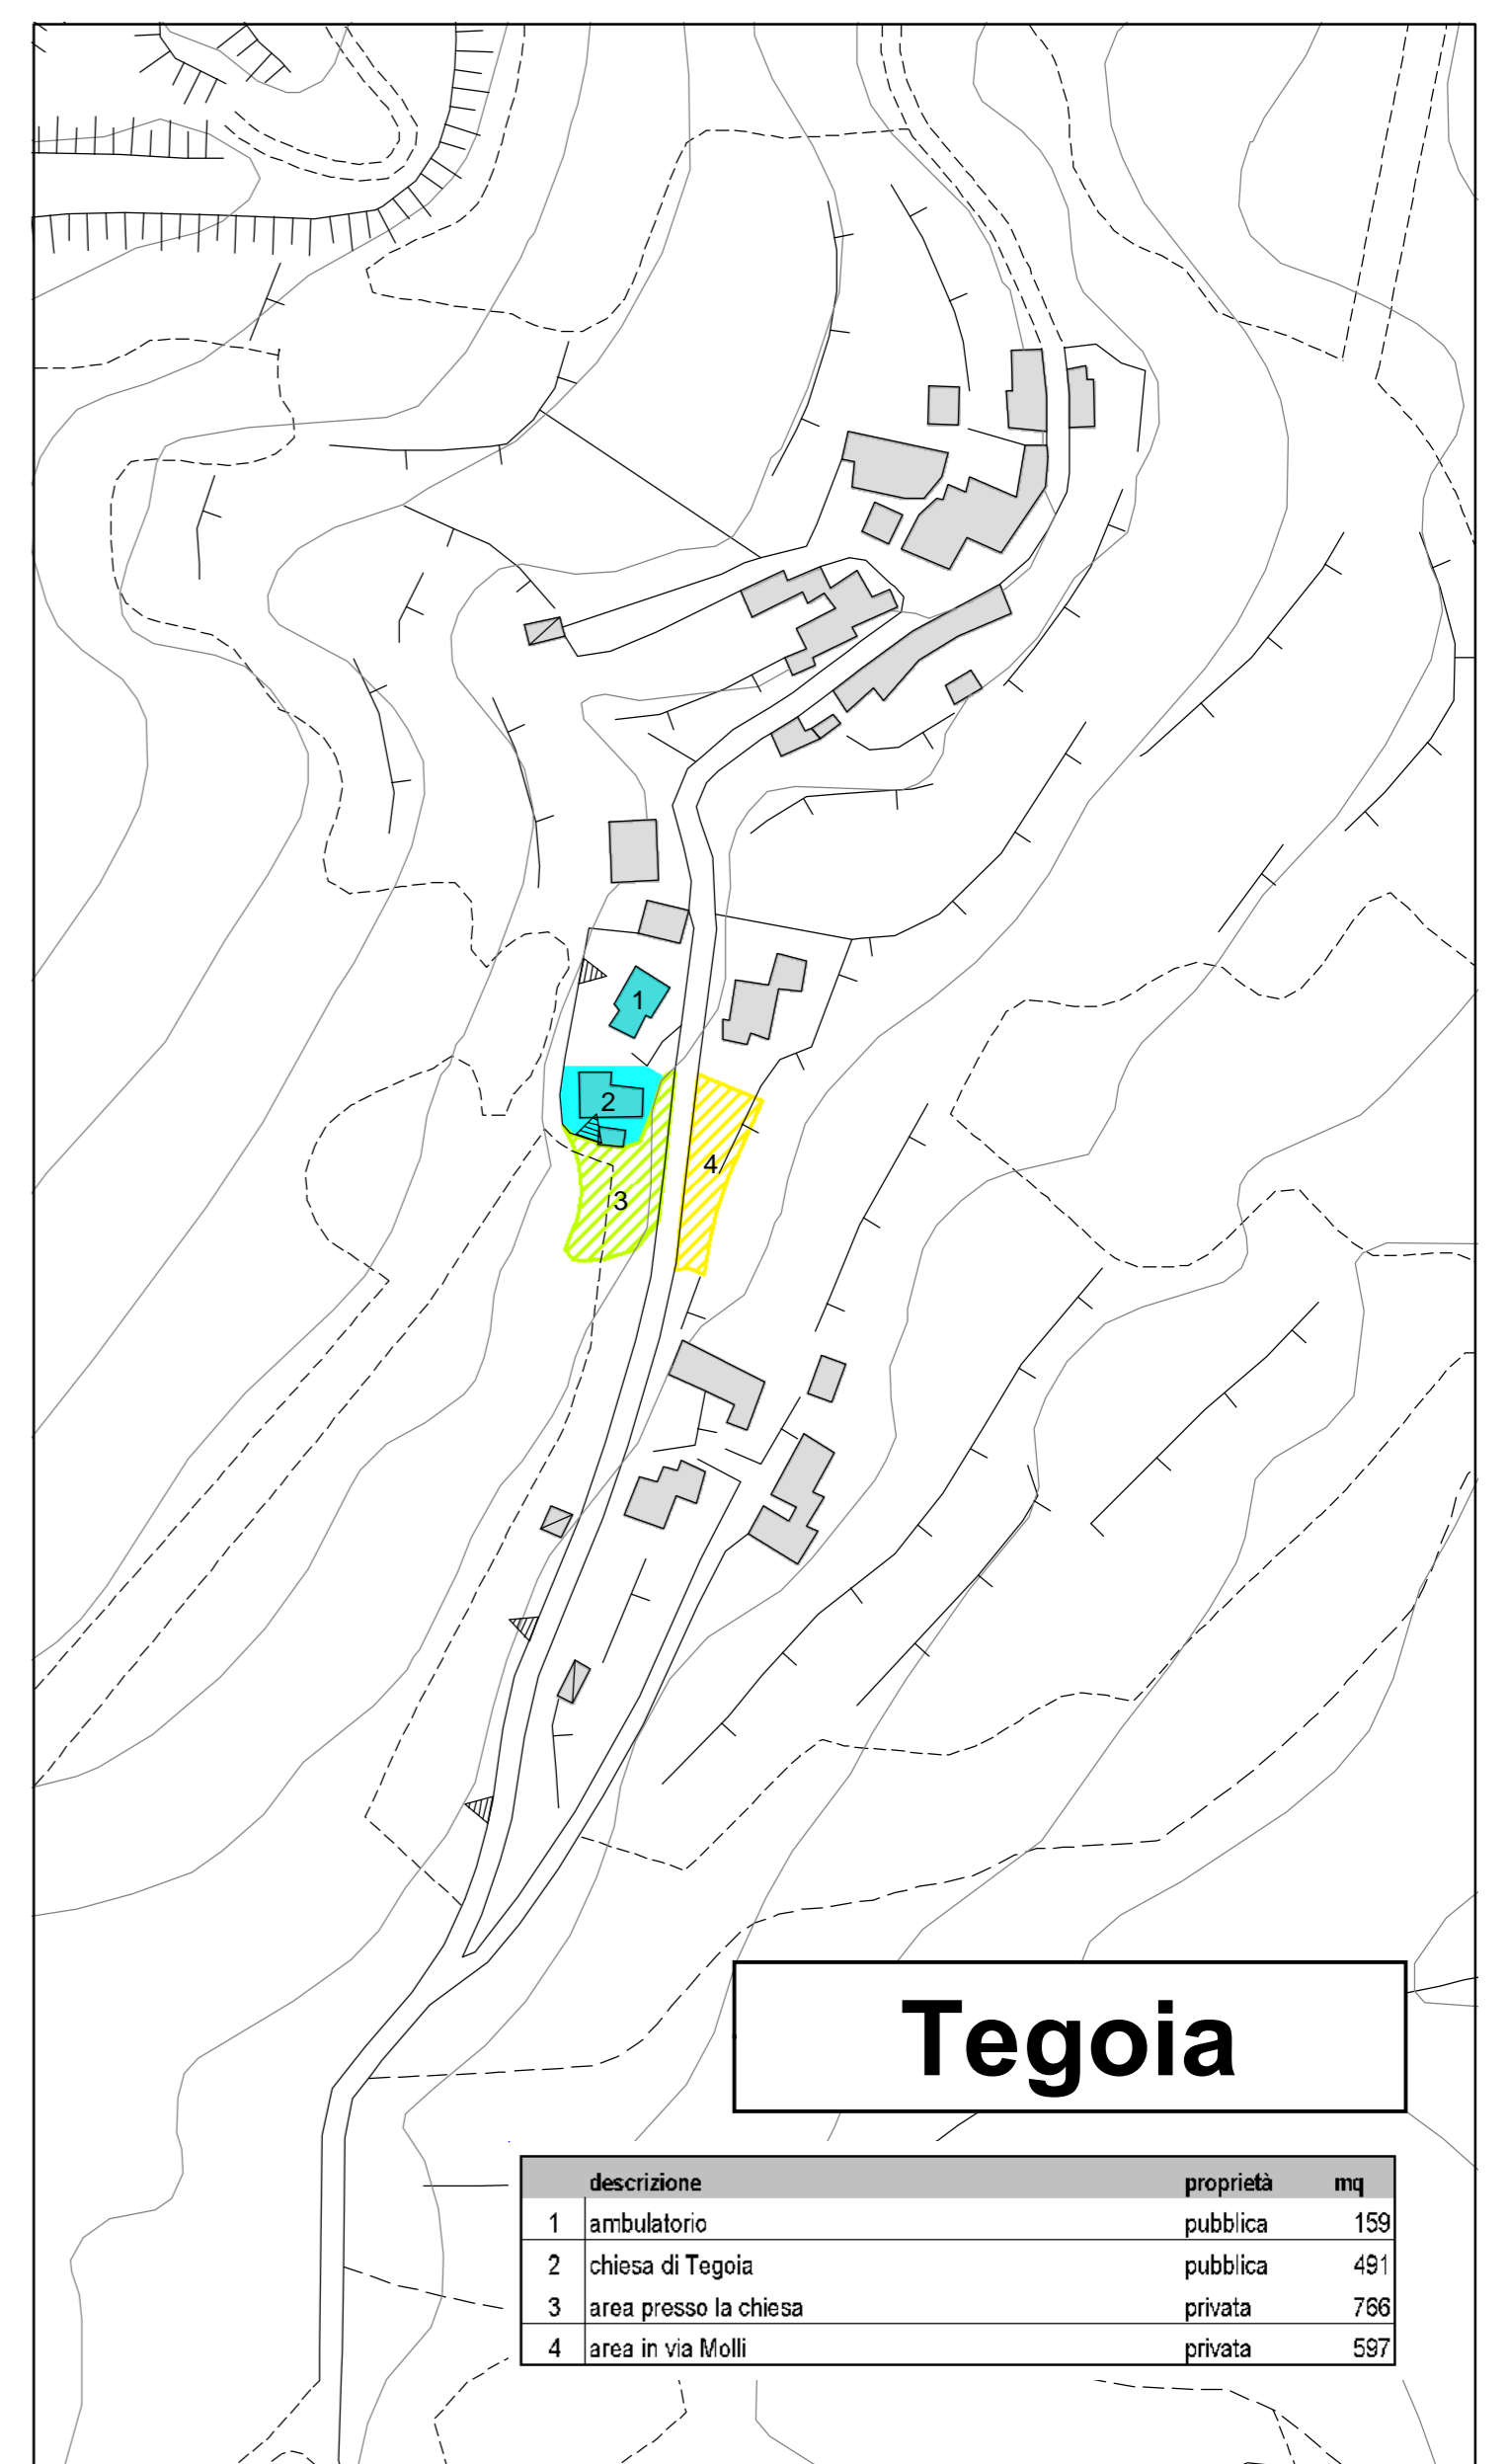 1
2
4
3
Tegoia
descrizione proprietà mq
1 ambulatorio pubblica 159
2 chiesa di Tegoia pubblica 491
3 area presso la chiesa privata 766
4 area in via Molli privata 597